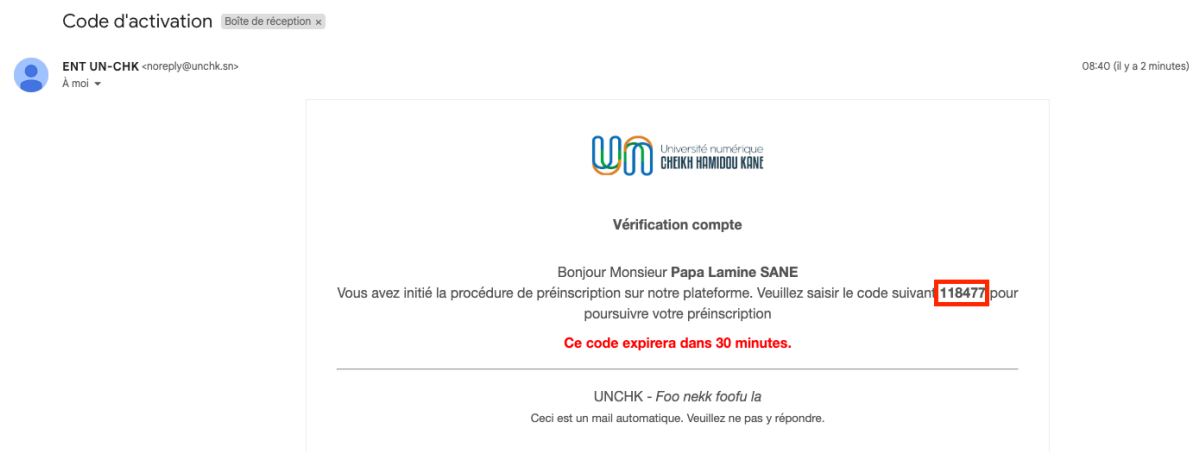 Code d'activation Boîte de réception ×
ENT UN-CHK <noreply@unchk.sn> 08:40 (il y a 2 minutes)
À moi
Université numérique
CHEIKH HAMIDOU KANE
Vérification compte
Bonjour Monsieur Papa Lamine SANE
Vous avez initié la procédure de préinscription sur notre plateforme. Veuillez saisir le code suivant 118477 pour
poursuivre votre préinscription
Ce code expirera dans 30 minutes.
UNCHK - Foo nekk foofu la
Ceci est un mail automatique. Veuillez ne pas y répondre.